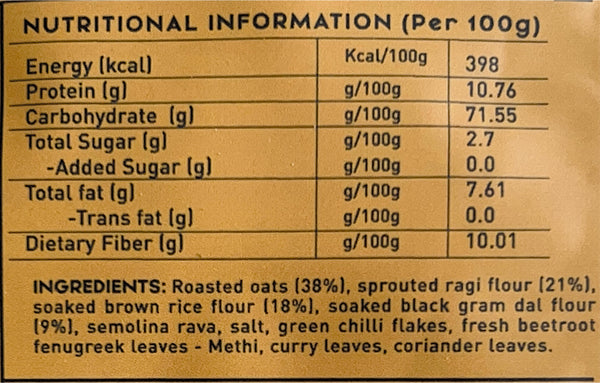 NUTRITIONAL INFORMATION (Per 100g)
Energy (kcal) Kcal/100g 398
Protein (g) g/100g 10.76
Carbohydrate (g) g/100g 71.55
Total Sugar (g) g/100g 2.7
-Added Sugar (g) g/100g 0.0
Total fat (g) g/100g 7.61
-Trans fat (g) g/100g 0.0
Dietary Fiber (g) g/100g 10.01
INGREDIENTS: Roasted oats (38%), sprouted ragi flour (21%),
soaked brown rice flour (18%), soaked black gram dal flour
(9%), semolina rava, salt, green chilli flakes, fresh beetroot
fenugreek leaves - Methi, curry leaves, coriander leaves.